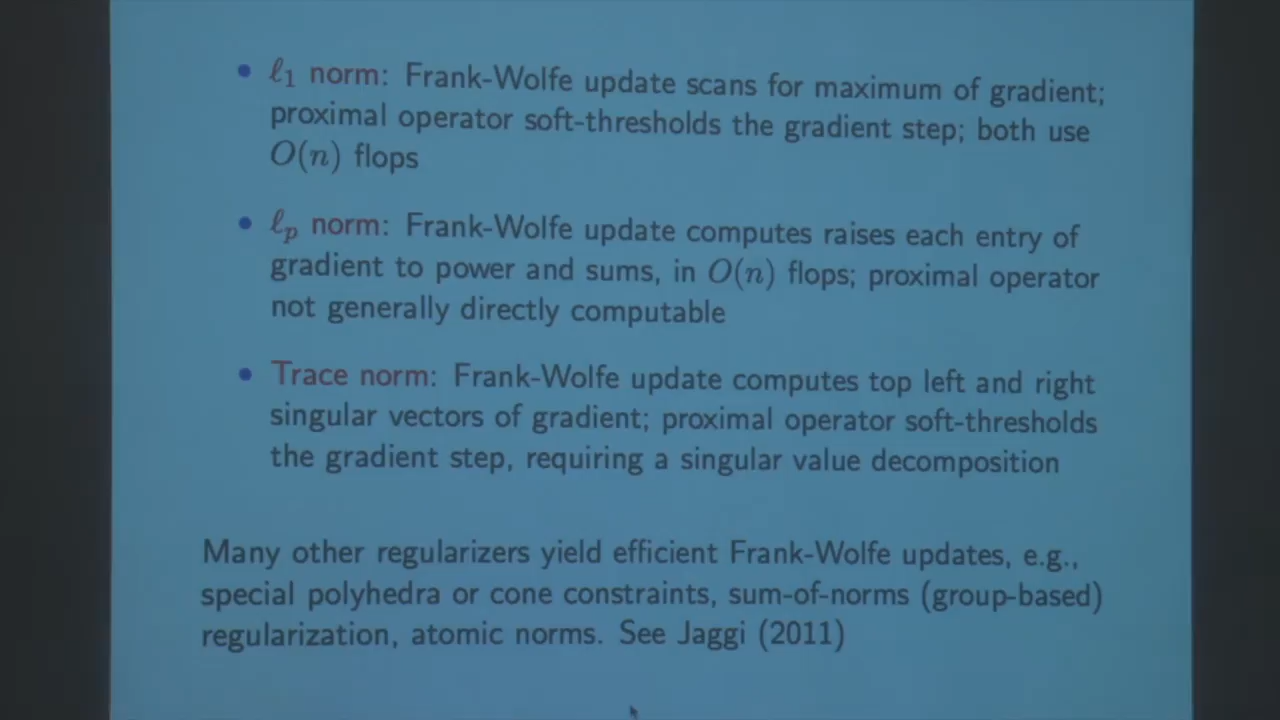 • ℓ₁ norm: Frank-Wolfe update scans for maximum of gradient;
proximal operator soft-thresholds the gradient step; both use
O(n) flops
• ℓₚ norm: Frank-Wolfe update computes raises each entry of
gradient to power and sums, in O(n) flops; proximal operator
not generally directly computable
• Trace norm: Frank-Wolfe update computes top left and right
singular vectors of gradient; proximal operator soft-thresholds
the gradient step, requiring a singular value decomposition
Many other regularizers yield efficient Frank-Wolfe updates, e.g.,
special polyhedra or cone constraints, sum-of-norms (group-based)
regularization, atomic norms. See Jaggi (2011)